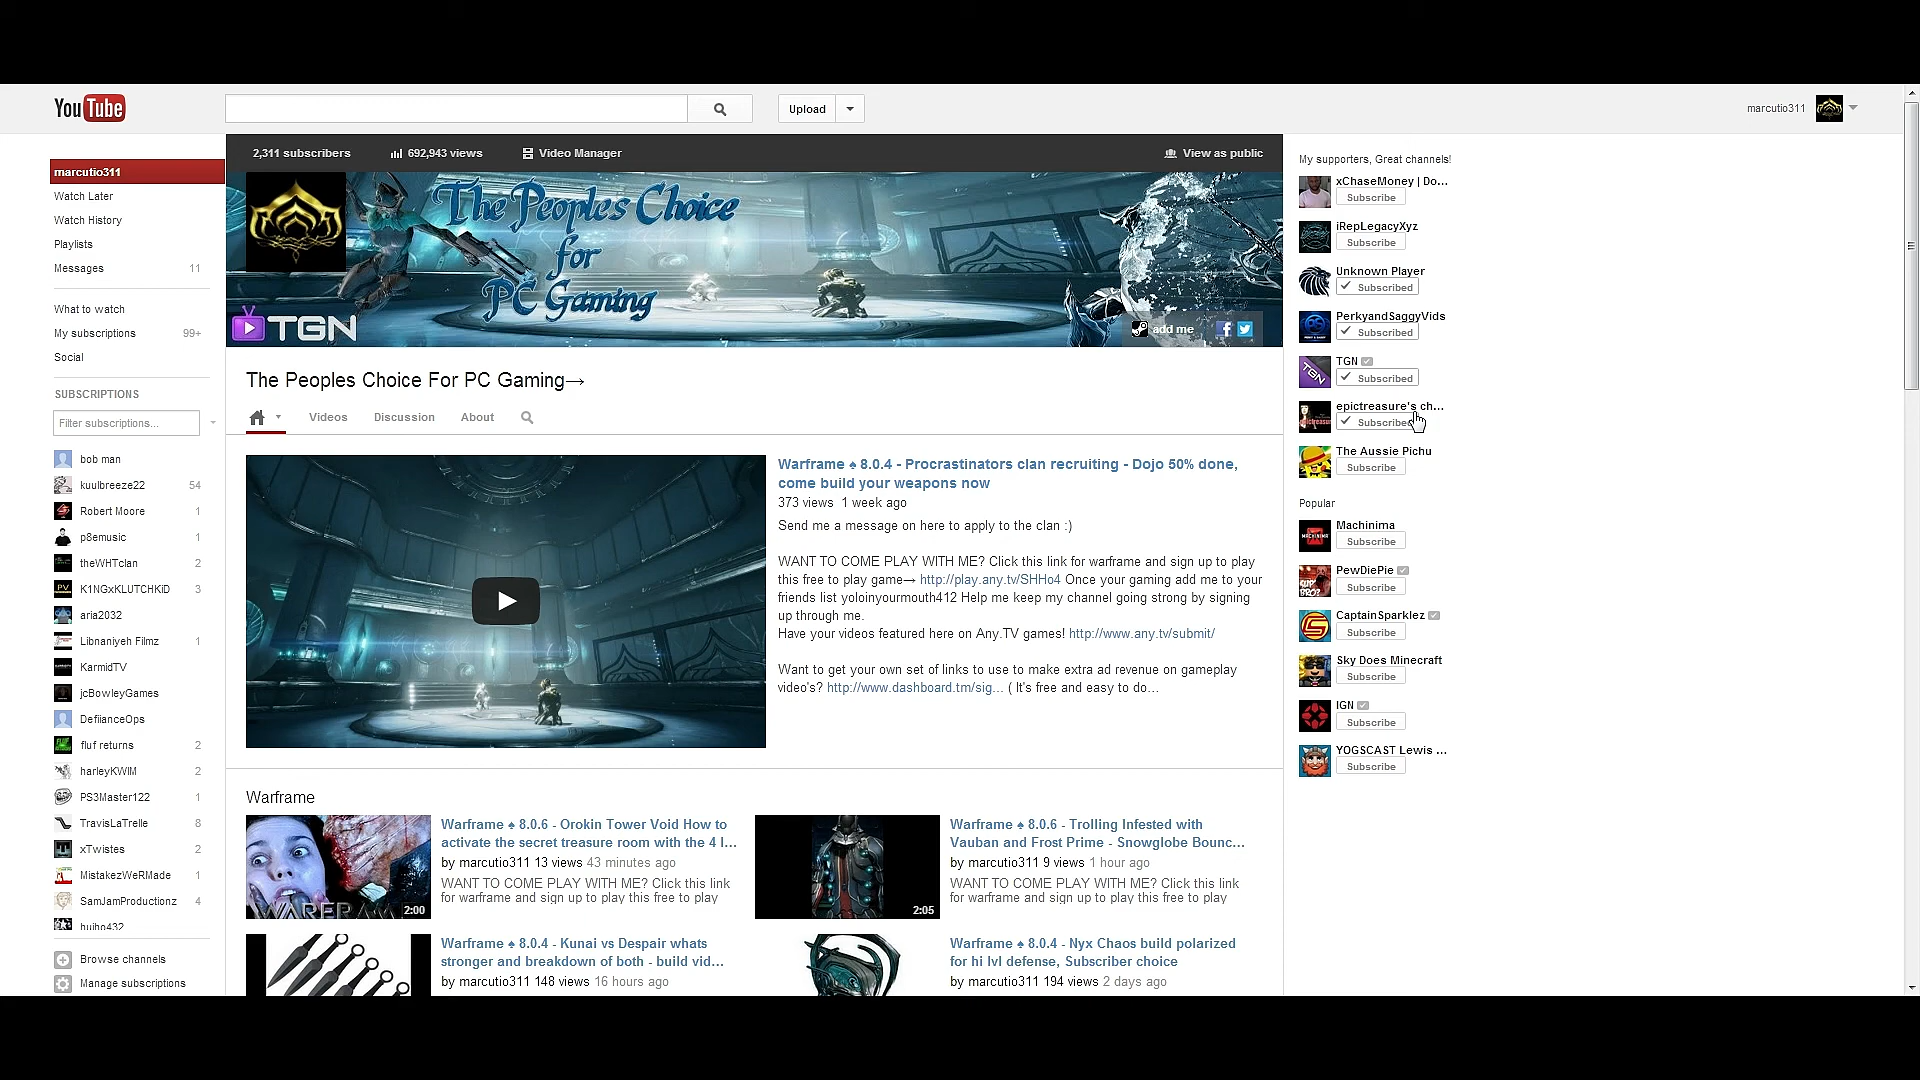 YouTube
Upload
marcutio311
marcutio311
Watch Later
Watch History
Playlists
Messages 11
What to watch
My subscriptions 99+
Social
SUBSCRIPTIONS
Filter subscriptions...
bob man
kuulbreeze22 54
Robert Moore 1
p8emusic 1
theWHTclan 2
K1NGxKLUTCHKiD 3
aria2032
Libnaniyeh Filmz 1
KarmidTV
jcBowleyGames
DefiianceOps
fluf returns 2
harleyKWIM 2
PS3Master122 1
TravisLaTrelle 8
xTwistes 2
MistakezWeRMade 1
SamJamProductionz 4
huiho432
Browse channels
Manage subscriptions
2,311 subscribers 692,943 views Video Manager View as public
The Peoples Choice
for
PC Gaming
TGN
add me
The Peoples Choice For PC Gaming→
Videos Discussion About
Warframe ♠ 8.0.4 - Procrastinators clan recruiting - Dojo 50% done,
come build your weapons now
373 views 1 week ago
Send me a message on here to apply to the clan :)
WANT TO COME PLAY WITH ME? Click this link for warframe and sign up to play
this free to play game→ http://play.any.tv/SHHo4 Once your gaming add me to your
friends list yoloinyourmouth412 Help me keep my channel going strong by signing
up through me.
Have your videos featured here on Any.TV games! http://www.any.tv/submit/
Want to get your own set of links to use to make extra ad revenue on gameplay
video's? http://www.dashboard.tm/sig... ( It's free and easy to do...
Warframe
2:00
Warframe ♠ 8.0.6 - Orokin Tower Void How to
activate the secret treasure room with the 4 l...
by marcutio311 13 views 43 minutes ago
WANT TO COME PLAY WITH ME? Click this link
for warframe and sign up to play this free to play
2:05
Warframe ♠ 8.0.6 - Trolling Infested with
Vauban and Frost Prime - Snowglobe Bounc...
by marcutio311 9 views 1 hour ago
WANT TO COME PLAY WITH ME? Click this link
for warframe and sign up to play this free to play
Warframe ♠ 8.0.4 - Kunai vs Despair whats
stronger and breakdown of both - build vid...
by marcutio311 148 views 16 hours ago
Warframe ♠ 8.0.4 - Nyx Chaos build polarized
for hi lvl defense, Subscriber choice
by marcutio311 194 views 2 days ago
My supporters, Great channels!
xChaseMoney | Do...
Subscribe
iRepLegacyXyz
Subscribe
Unknown Player
Subscribed
PerkyandSaggyVids
Subscribed
TGN
Subscribed
epictreasure's ch...
Subscribed
The Aussie Pichu
Subscribe
Popular
Machinima
Subscribe
PewDiePie
Subscribe
CaptainSparklez
Subscribe
Sky Does Minecraft
Subscribe
IGN
Subscribe
YOGSCAST Lewis ...
Subscribe